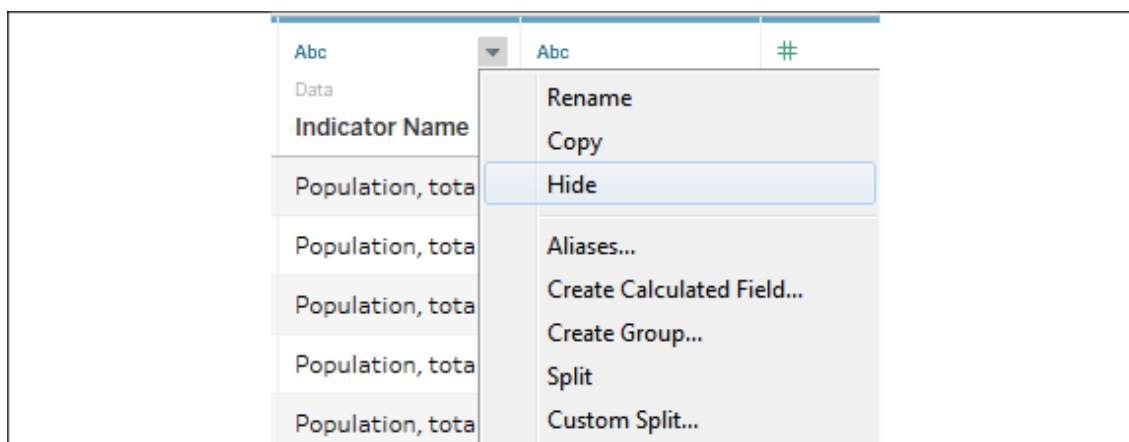 Abc Abc #
Data
Indicator Name
Rename
Copy
Hide
Aliases...
Create Calculated Field...
Create Group...
Split
Custom Split...
Population, tota
Population, tota
Population, tota
Population, tota
Population, tota